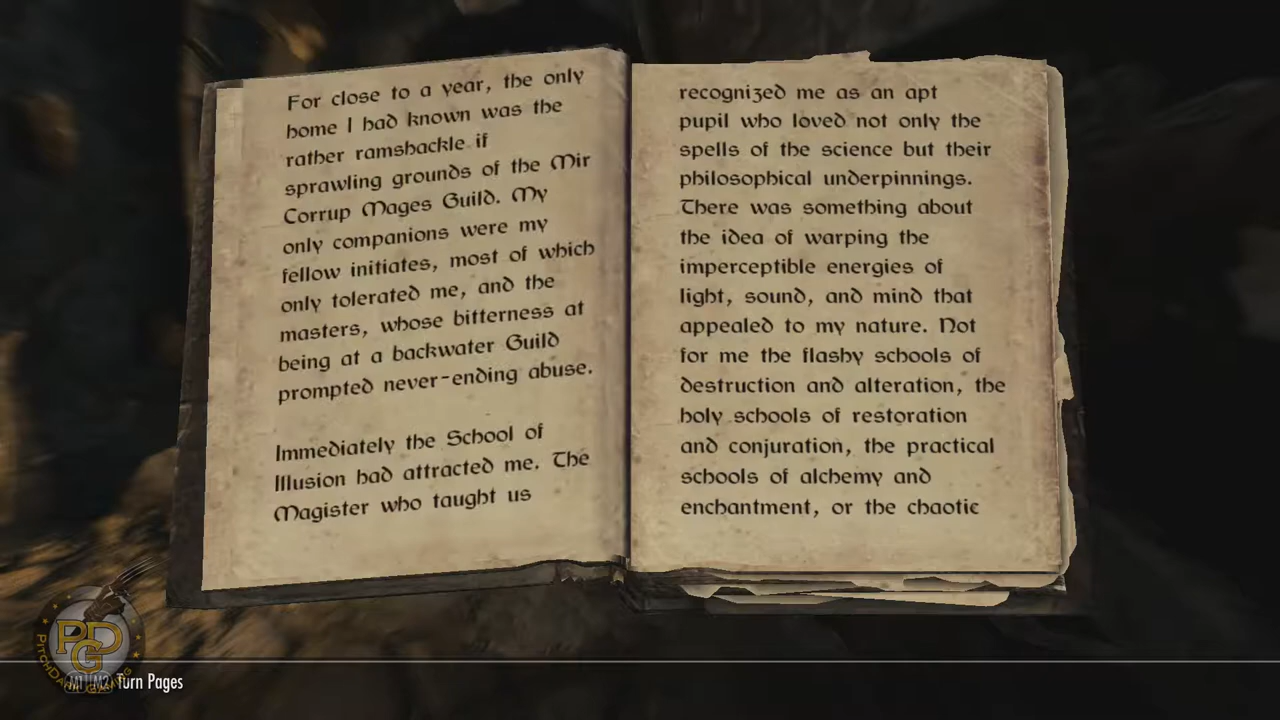 For close to a year, the only
home I had known was the
rather ramshackle if
sprawling grounds of the Mir
Corrup Mages Guild. My
only companions were my
fellow initiates, most of which
only tolerated me, and the
masters, whose bitterness at
being at a backwater Guild
prompted never-ending abuse.
Immediately the School of
Illusion had attracted me. The
Magister who taught us
recognized me as an apt
pupil who loved not only the
spells of the science but their
philosophical underpinnings.
There was something about
the idea of warping the
imperceptible energies of
light, sound, and mind that
appealed to my nature. Not
for me the flashy schools of
destruction and alteration, the
holy schools of restoration
and conjuration, the practical
schools of alchemy and
enchantment, or the chaotic
PDG
PITCHDARK GAMING
M1 M2 Turn Pages